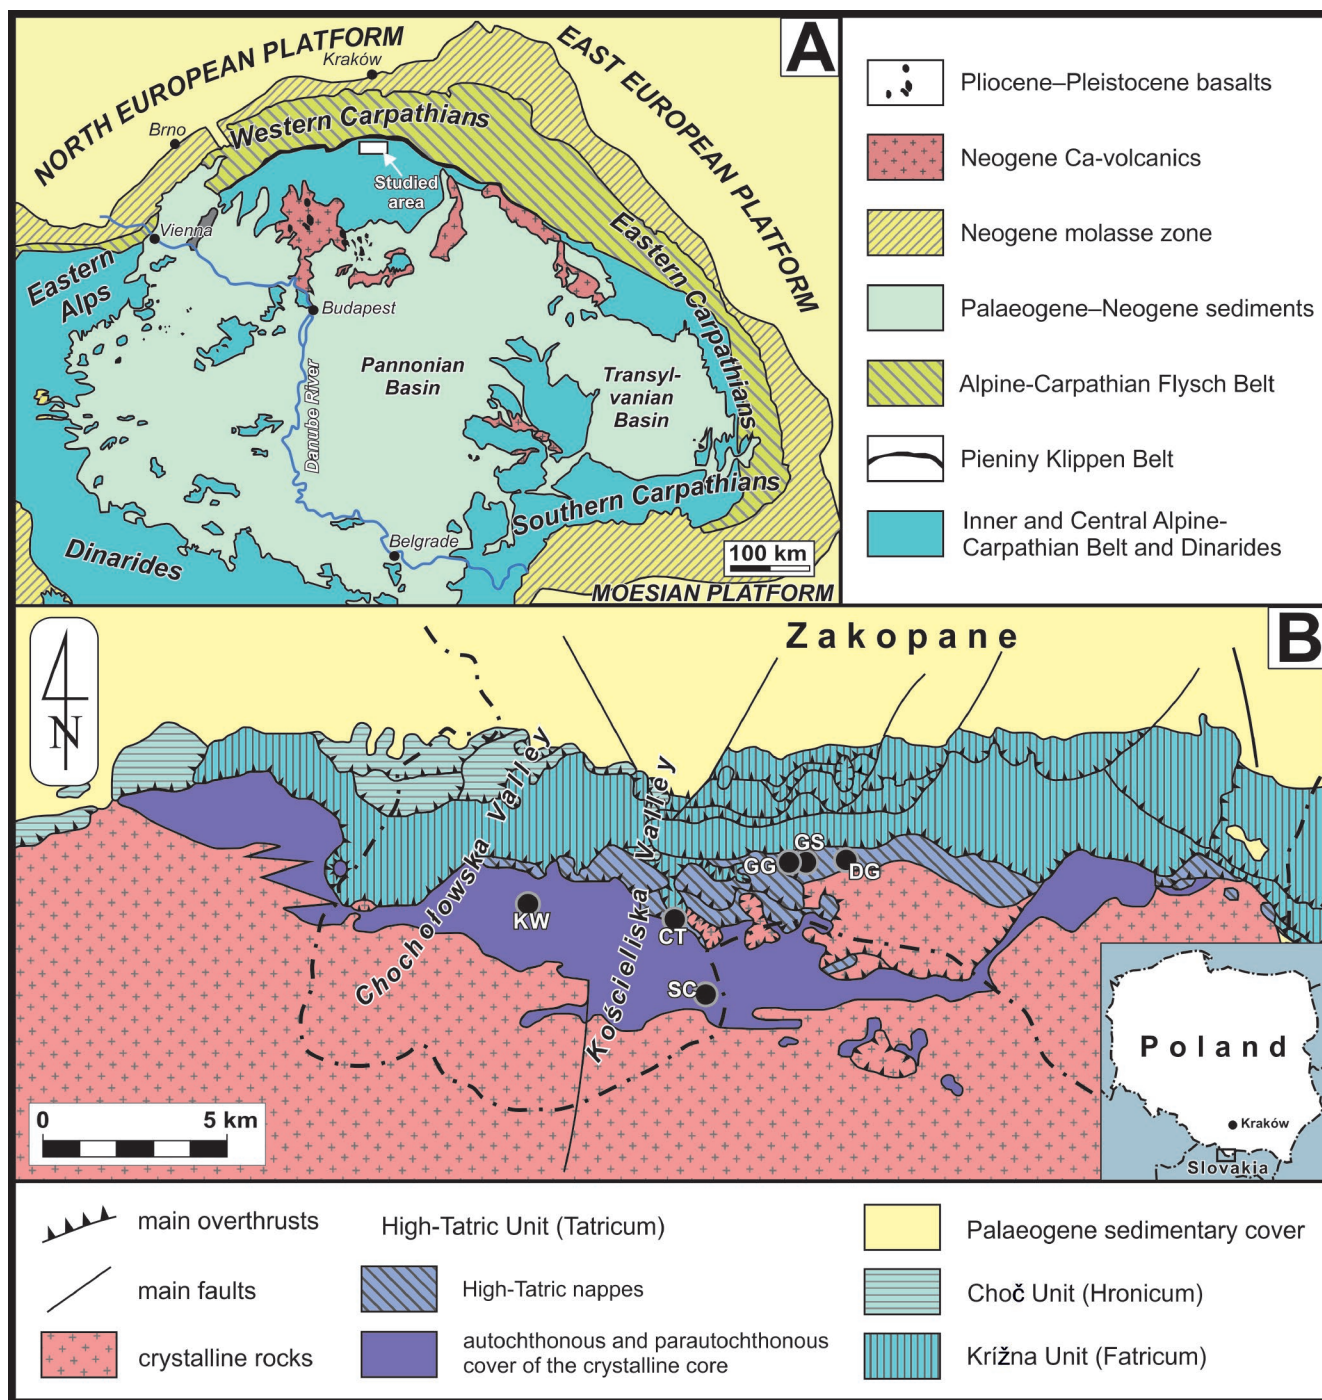 A
NORTH EUROPEAN PLATFORM
EAST EUROPEAN PLATFORM
Kraków
Brno
Western Carpathians
Studied
area
Vienna
Eastern
Alps
Eastern Carpathians
Budapest
Pannonian
Basin
Transyl-
vanian
Basin
Danube River
Southern Carpathians
Belgrade
Dinarides
100 km
MOESIAN PLATFORM
Pliocene–Pleistocene basalts
Neogene Ca-volcanics
Neogene molasse zone
Palaeogene–Neogene sediments
Alpine-Carpathian Flysch Belt
Pieniny Klippen Belt
Inner and Central Alpine-
Carpathian Belt and Dinarides
B
N
Zakopane
Chochołowska Valley
Kościeliska Valley
GS
GG
DG
KW
CT
SC
0 5 km
Poland
Kraków
Slovakia
main overthrusts
main faults
crystalline rocks
High-Tatric Unit (Tatricum)
High-Tatric nappes
autochthonous and parautochthonous
cover of the crystalline core
Palaeogene sedimentary cover
Choč Unit (Hronicum)
Krížna Unit (Fatricum)